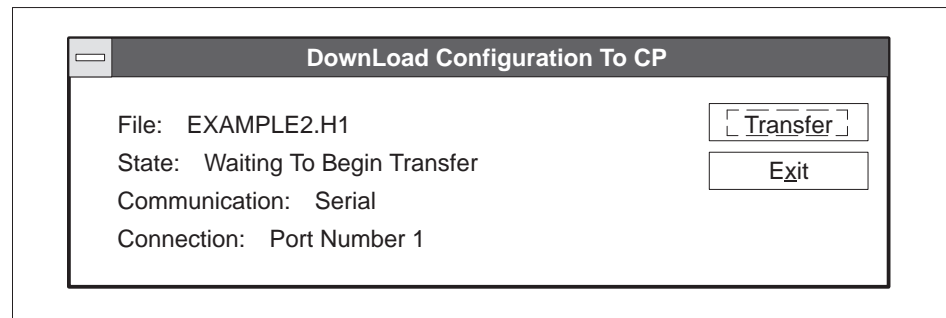 DownLoad Configuration To CP
File: EXAMPLE2.H1
Transfer
State: Waiting To Begin Transfer
Exit
Communication: Serial
Connection: Port Number 1